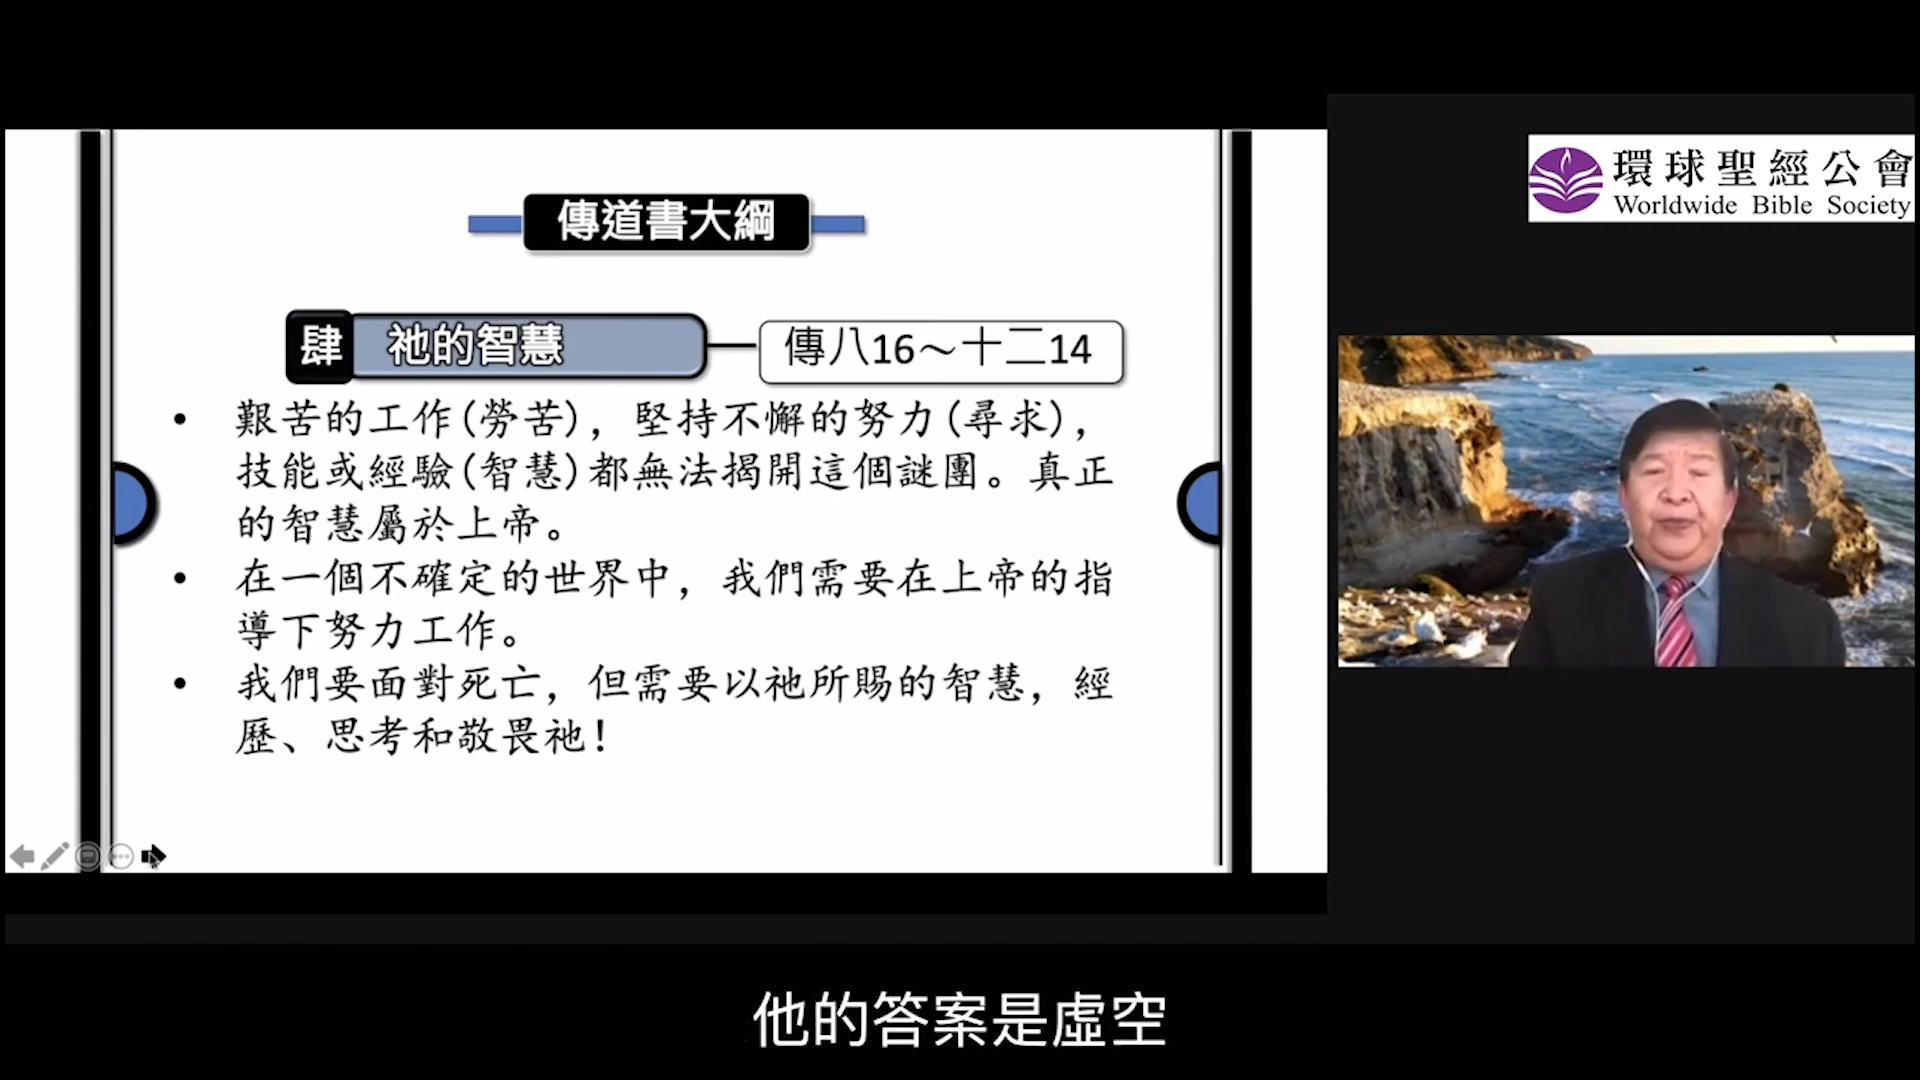 傳道書大綱
肆 祂的智慧 傳八16～十二14
• 艱苦的工作(勞苦)，堅持不懈的努力(尋求)，
技能或經驗(智慧)都無法揭開這個謎團。真正
的智慧屬於上帝。
• 在一個不確定的世界中，我們需要在上帝的指
導下努力工作。
• 我們要面對死亡，但需要以祂所賜的智慧，經
歷、思考和敬畏祂！
環球聖經公會
Worldwide Bible Society
他的答案是虛空